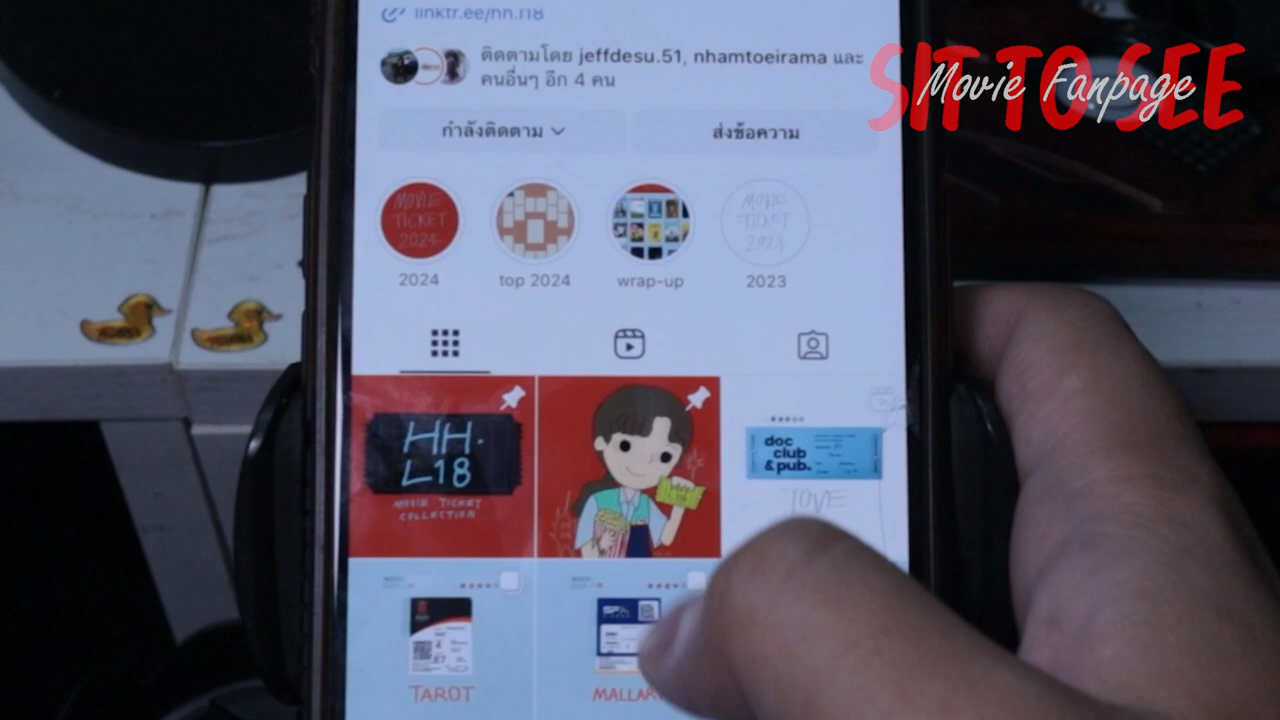 linktr.ee/hh.l18
ติดตามโดย jeffdesu.51, nhamtoeirama และ
คนอื่นๆ อีก 4 คน
SIT TO SEE
Movie Fanpage
กำลังติดตาม
ส่งข้อความ
MOVIE
TICKET
2024
MOVIE
TICKET
2023
2024
top 2024
wrap-up
2023
HH.
L18
MOVIE TICKET
COLLECTION
doc
club
& pub.
TOVE
TAROT
MALLAR